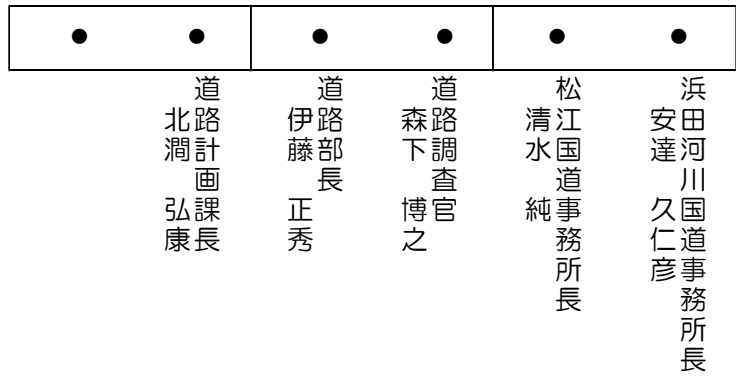 浜田河川国道事務所長
安達 久仁彦
松江国道事務所長
清水 純
道路調査官
森下 博之
道路部長
伊藤 正秀
道路計画課長
北澗 弘康